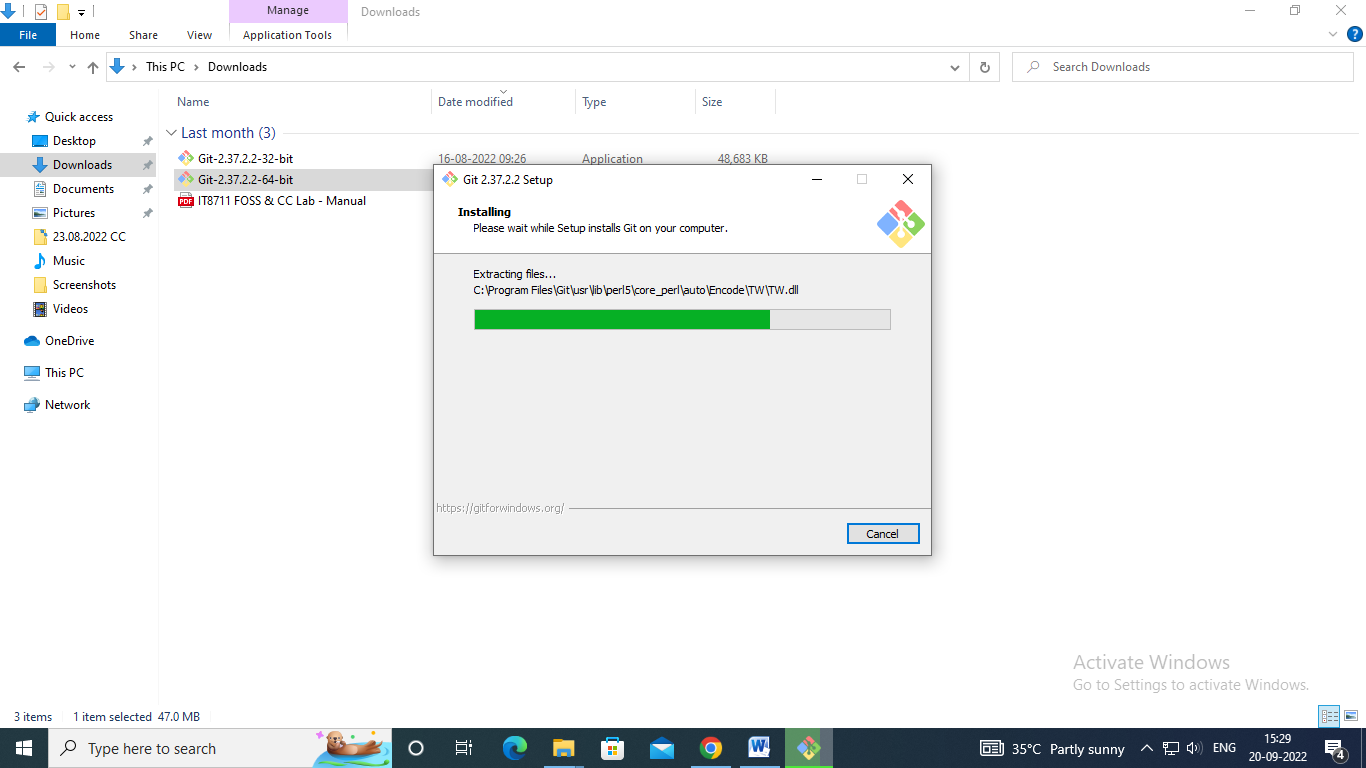 Manage
Downloads
File
Home
Share
View
Application Tools
This PC
Downloads
Search Downloads
Name
Date modified
Type
Size
Quick access
Desktop
Downloads
Documents
Pictures
23.08.2022 CC
Music
Screenshots
Videos
OneDrive
This PC
Network
Last month (3)
Git-2.37.2.2-32-bit
16-08-2022 09:26
Application
48,683 KB
Git-2.37.2.2-64-bit
PDF
IT8711 FOSS & CC Lab - Manual
Git 2.37.2.2 Setup
Installing
Please wait while Setup installs Git on your computer.
Extracting files...
C:\Program Files\Git\usr\lib\perl5\core_perl\auto\Encode\TW\TW.dll
https://gitforwindows.org/
Cancel
Activate Windows
Go to Settings to activate Windows.
3 items
1 item selected 47.0 MB
Type here to search
W
35°C Partly sunny
ENG
15:29
20-09-2022
4